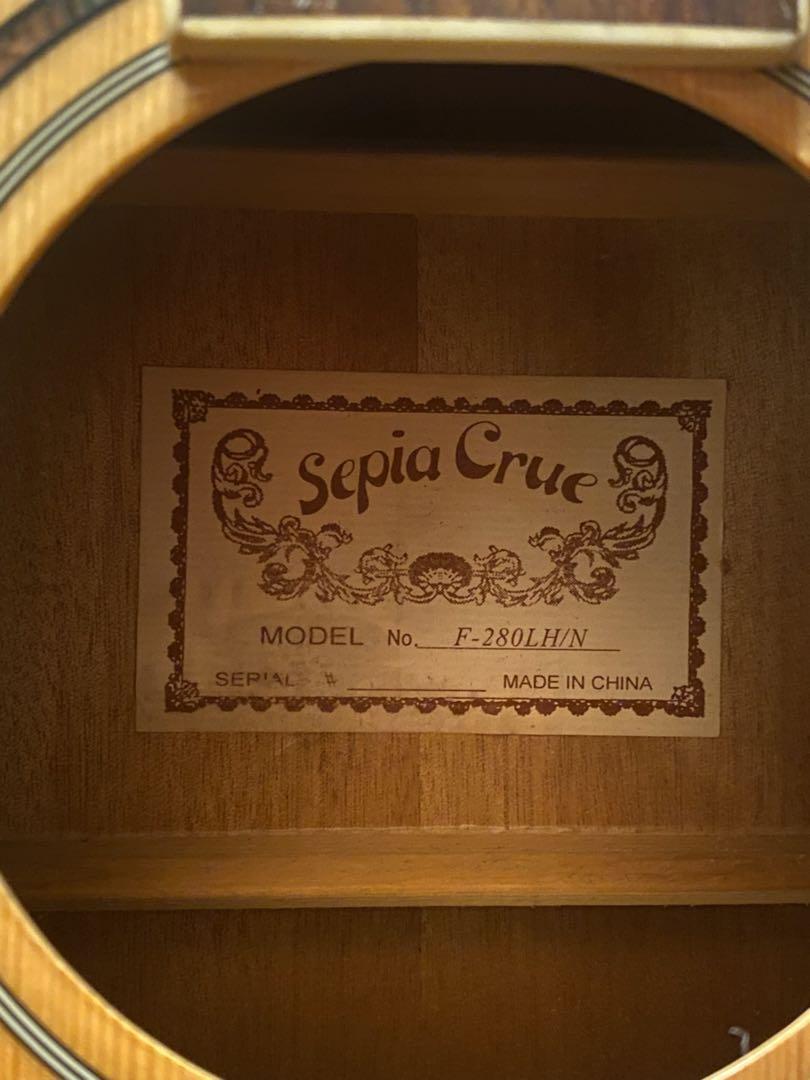 Sepia Crue
MODEL No. F-280LH/N
SERIAL # MADE IN CHINA